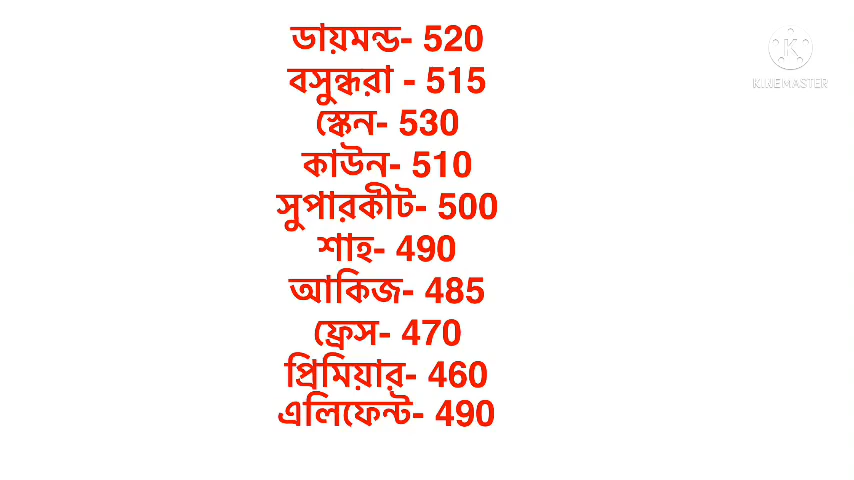 ডায়মন্ড- 520
বসুন্ধরা - 515
স্কেন- 530
কাউন- 510
সুপারকীট- 500
শাহ- 490
আকিজ- 485
ফ্রেস- 470
প্রিমিয়ার- 460
এলিফেন্ট- 490
K
KINEMASTER